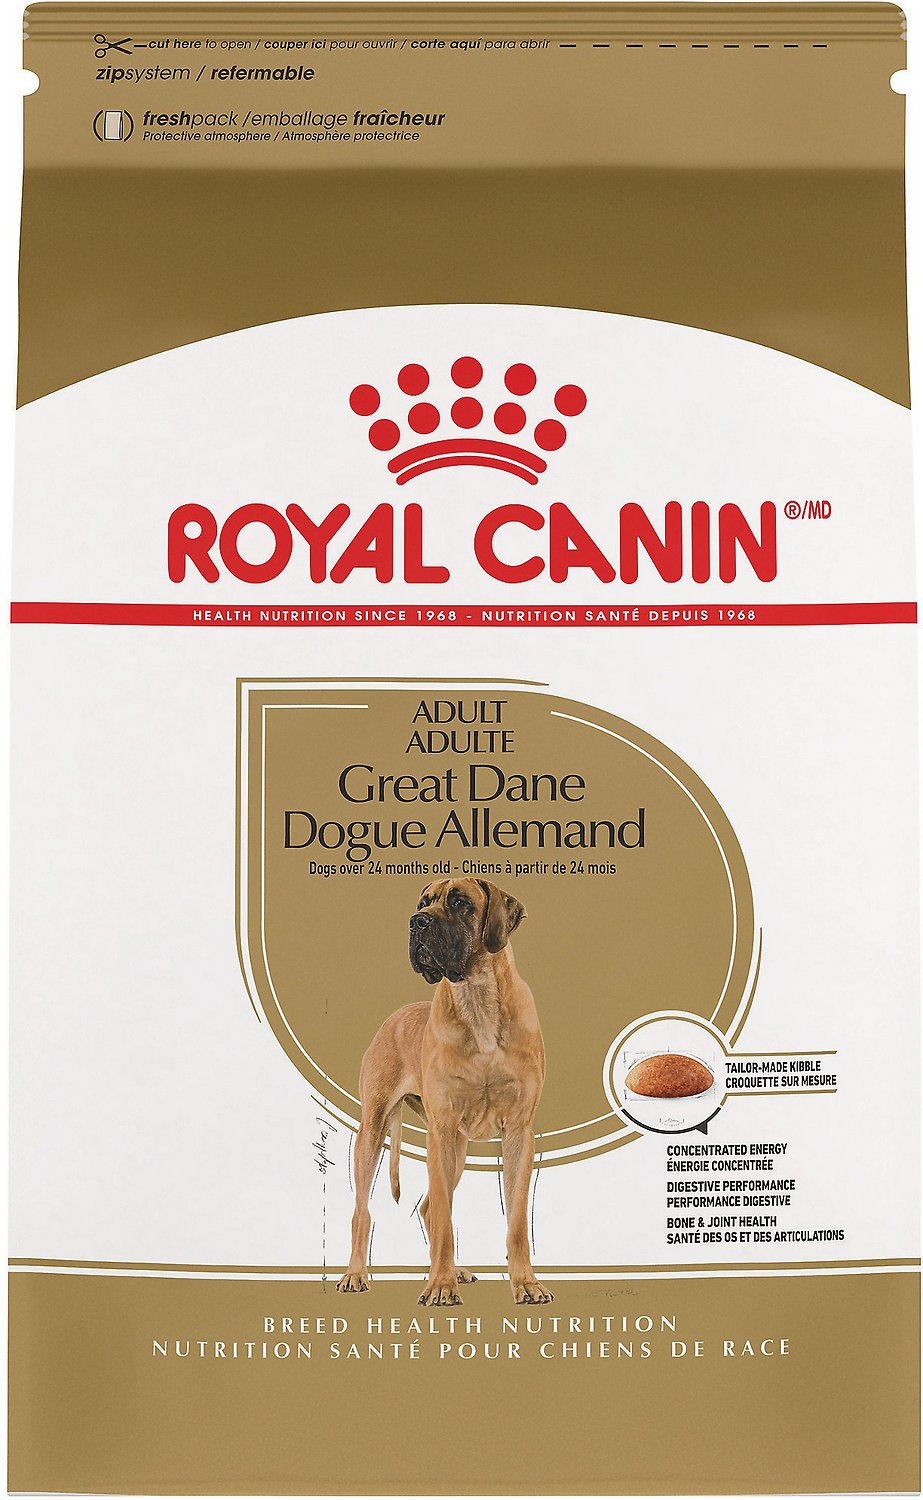 cut here to open / couper ici pour ouvrir / corte aquí para abrir
zipsystem / refermable
freshpack /emballage fraîcheur
Protective atmosphere / Atmosphère protectrice
ROYAL CANIN ®/MD
HEALTH NUTRITION SINCE 1968 - NUTRITION SANTÉ DEPUIS 1968
ADULT
ADULTE
Great Dane
Dogue Allemand
Dogs over 24 months old - Chiens à partir de 24 mois
TAILOR-MADE KIBBLE
CROQUETTE SUR MESURE
CONCENTRATED ENERGY
ÉNERGIE CONCENTRÉE
DIGESTIVE PERFORMANCE
PERFORMANCE DIGESTIVE
BONE & JOINT HEALTH
SANTÉ DES OS ET DES ARTICULATIONS
BREED HEALTH NUTRITION
NUTRITION SANTÉ POUR CHIENS DE RACE